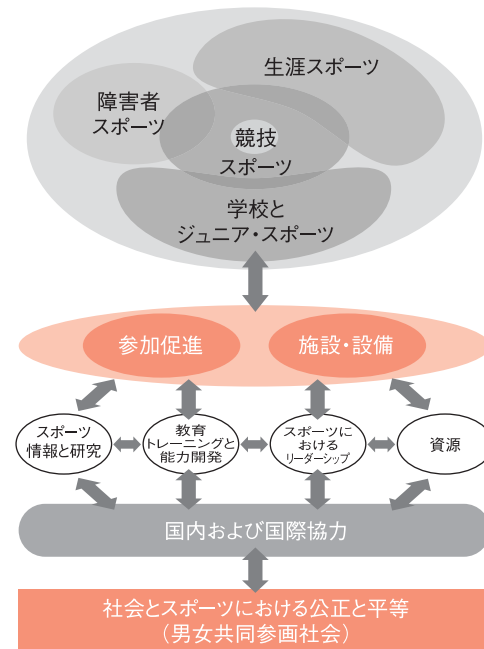 生涯スポーツ
障害者
スポーツ
競技
スポーツ
学校と
ジュニア・スポーツ
参加促進
施設・設備
スポーツ
情報と研究
教育
トレーニングと
能力開発
スポーツに
おける
リーダーシップ
資源
国内および国際協力
社会とスポーツにおける公正と平等
（男女共同参画社会）